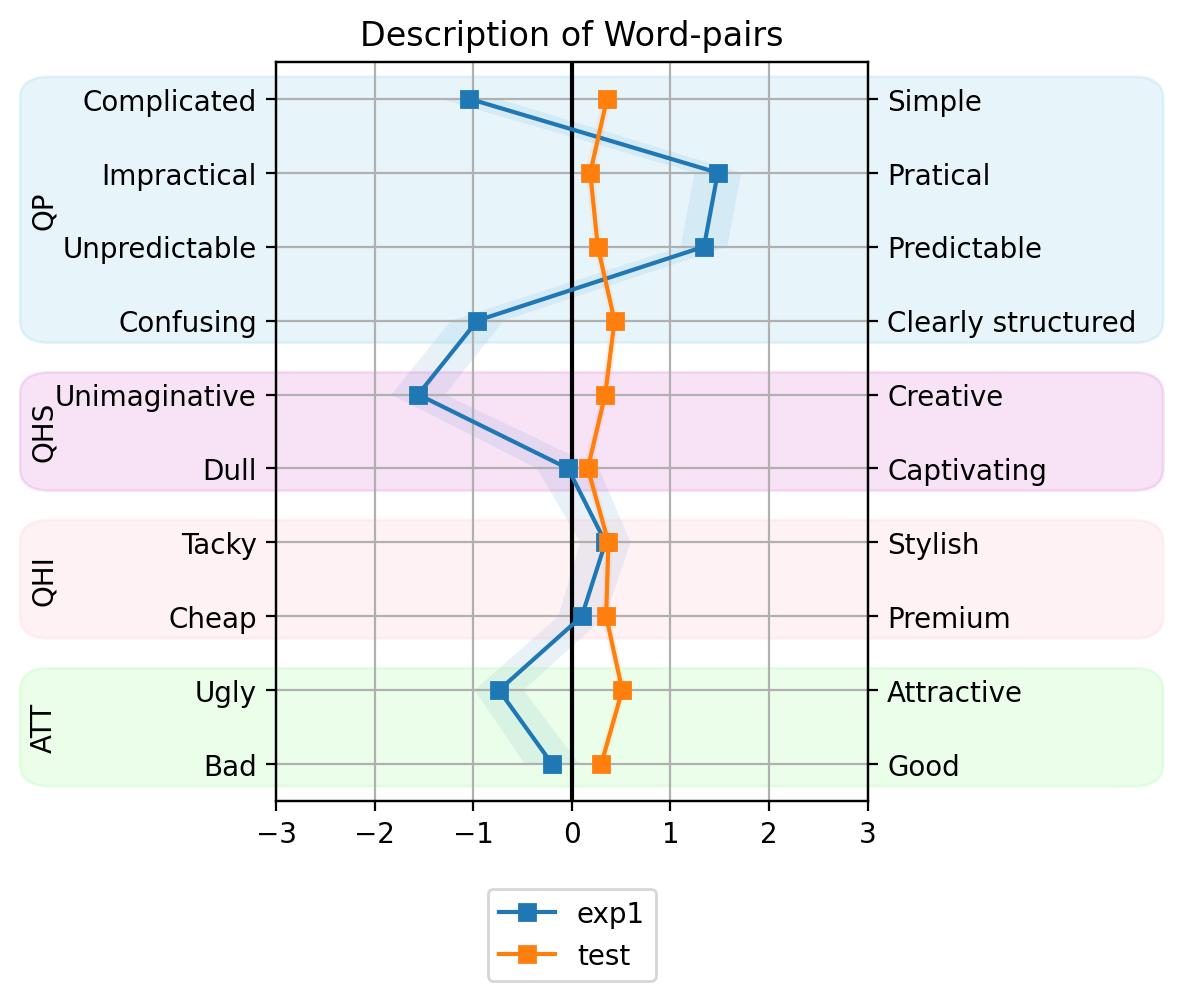 Description of Word-pairs
QP
Complicated Simple
Impractical Pratical
Unpredictable Predictable
Confusing Clearly structured
QHS
Unimaginative Creative
Dull Captivating
QHI
Tacky Stylish
Cheap Premium
ATT
Ugly Attractive
Bad Good
−3 −2 −1 0 1 2 3
exp1
test